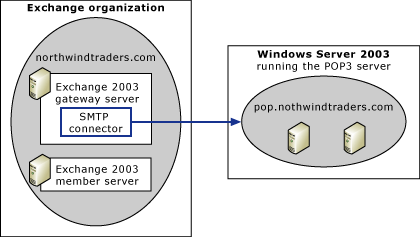 Exchange organization
northwindtraders.com
Exchange 2003
gateway server
SMTP
connector
Exchange 2003
member server
Windows Server 2003
running the POP3 server
pop.nothwindtraders.com